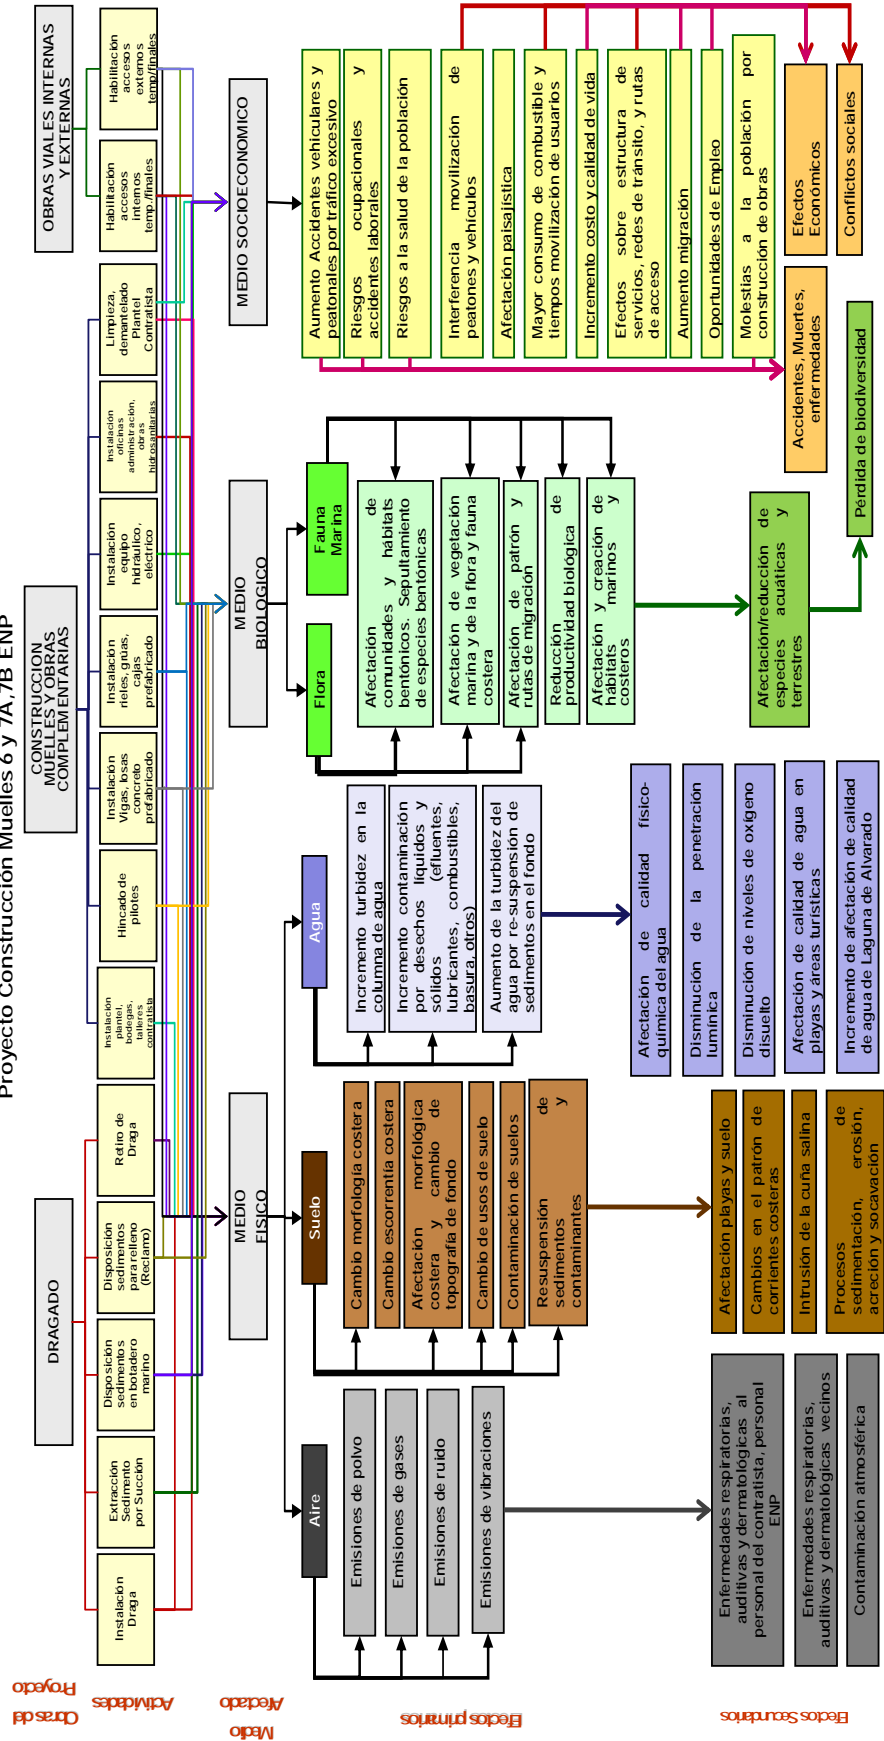 Proyecto Construcción Muelles 6 y 7A,7B ENP
Obras del
Proyecto
DRAGADO
CONSTRUCCION
MUELLES Y OBRAS
COMPLEMENTARIAS
OBRAS VIALES INTERNAS
Y EXTERNAS
Actividades
Instalación
Draga
Extracción
Sedimento
por Succión
Disposición
sedimentos
en botadero
marino
Disposición
sedimentos
para relleno
(Reclamo)
Retiro de
Draga
Instalación
plantel,
bodegas,
talleres
contratista
Hincado de
pilotes
Instalación
Vigas, losas
concreto
prefabricado
Instalación
rieles, grúas,
cajas
prefabricado
Instalación
equipo
hidráulico,
eléctrico
Instalación
oficinas
administración,
obras
hidrosanitarias
Limpieza,
demantelado
Plantel
Contratista
Habilitación
accesos
internos
temp./finales
Habilitación
accesos
externos
temp/finales
Medio
Afectado
MEDIO
FISICO
MEDIO
BIOLOGICO
MEDIO SOCIOECONOMICO
Efectos primarios
Aire
Emisiones de polvo
Emisiones de gases
Emisiones de ruido
Emisiones de vibraciones
Suelo
Cambio morfología costera
Cambio escorrentía costera
Afectación morfológica
costera y cambio de
topografía de fondo
Cambio de usos de suelo
Contaminación de suelos
Resuspensión de
sedimentos y
contaminantes
Agua
Incremento turbidez en la
columna de agua
Incremento contaminación
por desechos líquidos y
sólidos (efluentes,
lubricantes, combustibles,
basura, otros)
Aumento de la turbidez del
agua por re-suspensión de
sedimentos en el fondo
Flora
Fauna
Marina
Afectación de
comunidades y hábitats
bentónicos. Sepultamiento
de especies bentónicas
Afectación de vegetación
marina y de la flora y fauna
costera
Afectación de patrón y
rutas de migración
Reducción de
productividad biológica
Afectación y creación de
hábitats marinos y
costeros
Aumento Accidentes vehiculares y
peatonales por tráfico excesivo
Riesgos ocupacionales y
accidentes laborales
Riesgos a la salud de la población
Interferencia movilización de
peatones y vehículos
Afectación paisajística
Mayor consumo de combustible y
tiempos movilización de usuarios
Incremento costo y calidad de vida
Efectos sobre estructura de
servicios, redes de tránsito, y rutas
de acceso
Aumento migración
Oportunidades de Empleo
Molestias a la población por
construcción de obras
Efectos Secundarios
Enfermedades respiratorias,
auditivas y dermatológicas al
personal del contratista, personal
ENP
Enfermedades respiratorias,
auditivas y dermatológicas vecinos
Contaminación atmosférica
Afectación playas y suelo
Cambios en el patrón de
corrientes costeras
Intrusión de la cuña salina
Procesos de
sedimentación, erosión,
acreción y socavación
Afectación de calidad físico-
química del agua
Disminución de la penetración
lumínica
Disminución de niveles de oxígeno
disuelto
Afectación de calidad de agua en
playas y áreas turísticas
Incremento de afectación de calidad
de agua de Laguna de Alvarado
Afectación/reducción de
especies acuáticas y
terrestres
Pérdida de biodiversidad
Accidentes, Muertes,
enfermedades
Efectos
Económicos
Conflictos sociales